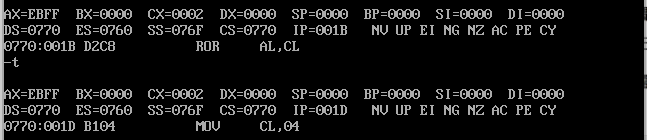 AX=EBFF  BX=0000  CX=0002  DX=0000  SP=0000  BP=0000  SI=0000  DI=0000
DS=0770  ES=0760  SS=076F  CS=0770  IP=001B   NV UP EI NG NZ AC PE CY
0770:001B D2C8          ROR     AL,CL
-t
AX=EBFF  BX=0000  CX=0002  DX=0000  SP=0000  BP=0000  SI=0000  DI=0000
DS=0770  ES=0760  SS=076F  CS=0770  IP=001D   NV UP EI NG NZ AC PE CY
0770:001D B104          MOV     CL,04